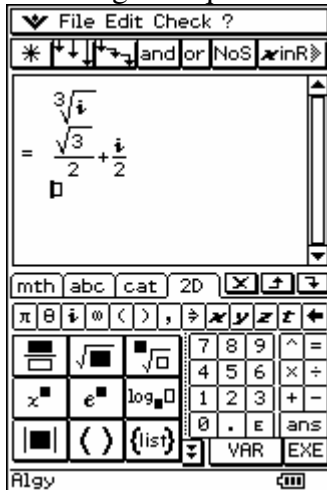 File Edit Check ?
and or NoS xinR
∛i
= √3/2 + i/2
mth abc cat 2D
π θ i ∞ ( ) , ⇒ x y z t ←
7 8 9 ^ =
4 5 6 × ÷
x^■ e^■ log■□ 1 2 3 + -
|■| ( ) {list} 0 . E ans
VAR EXE
Algy